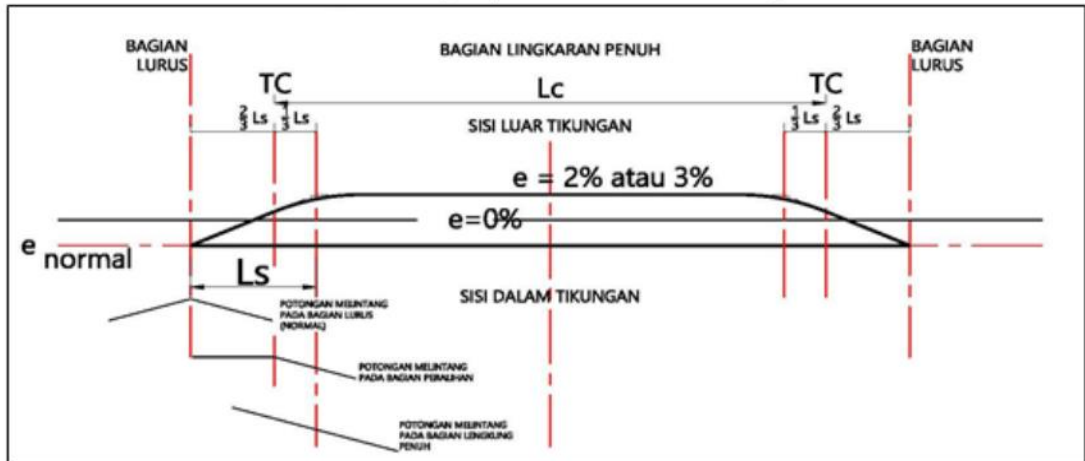 BAGIAN
LURUS
BAGIAN LINGKARAN PENUH
BAGIAN
LURUS
TC
Lc
TC
2/3 Ls
1/3 Ls
SISI LUAR TIKUNGAN
1/3 Ls
2/3 Ls
e = 2% atau 3%
e=0%
e normal
Ls
SISI DALAM TIKUNGAN
POTONGAN MELINTANG
PADA BAGIAN LURUS
(NORMAL)
POTONGAN MELINTANG
PADA BAGIAN PERALIHAN
POTONGAN MELINTANG
PADA BAGIAN LENGKUNG
PENUH